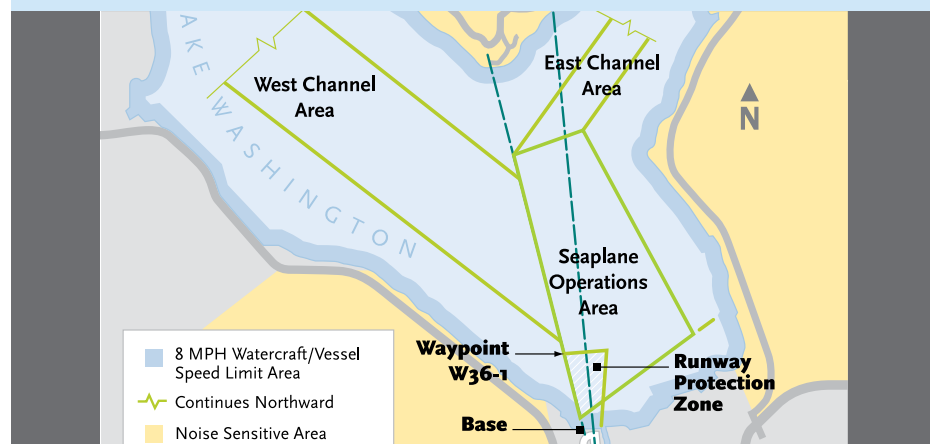 AKE WASHINGTON
West Channel
Area
East Channel
Area
N
Seaplane
Operations
Area
Waypoint
W36-1
Runway
Protection
Zone
Base
8 MPH Watercraft/Vessel
Speed Limit Area
Continues Northward
Noise Sensitive Area